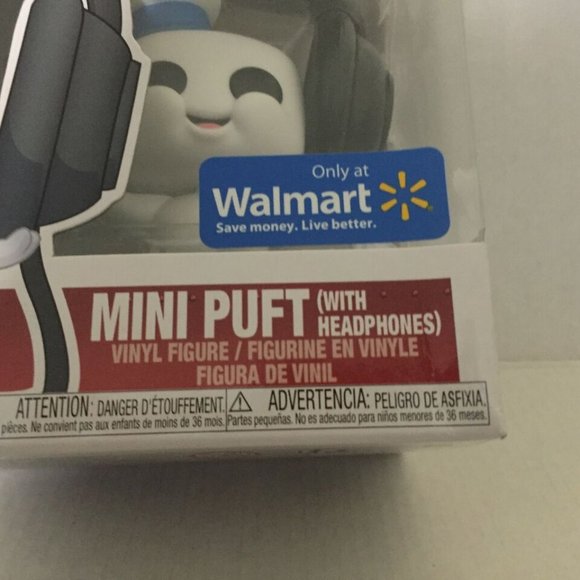 Only at
Walmart
Save money. Live better.
MINI PUFT (WITH HEADPHONES)
VINYL FIGURE / FIGURINE EN VINYLE
FIGURA DE VINIL
ATTENTION: DANGER D'ÉTOUFFEMENT.
pièces. Ne convient pas aux enfants de moins de 36 mois.
ADVERTENCIA: PELIGRO DE ASFIXIA.
Partes pequeñas. No es adecuado para niños menores de 36 meses.